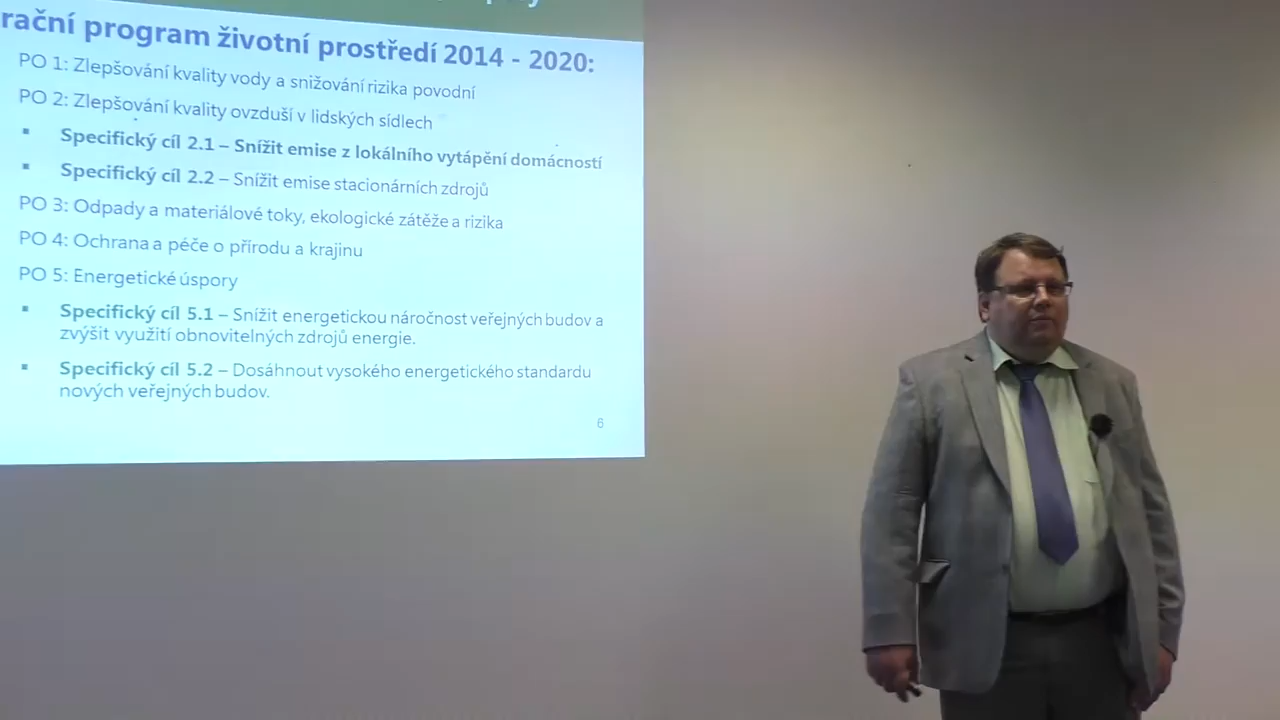 rační program životní prostředí 2014 - 2020:
PO 1: Zlepšování kvality vody a snižování rizika povodní
PO 2: Zlepšování kvality ovzduší v lidských sídlech
▪ Specifický cíl 2.1 – Snížit emise z lokálního vytápění domácností
▪ Specifický cíl 2.2 – Snížit emise stacionárních zdrojů
PO 3: Odpady a materiálové toky, ekologické zátěže a rizika
PO 4: Ochrana a péče o přírodu a krajinu
PO 5: Energetické úspory
▪ Specifický cíl 5.1 – Snížit energetickou náročnost veřejných budov a
zvýšit využití obnovitelných zdrojů energie.
▪ Specifický cíl 5.2 – Dosáhnout vysokého energetického standardu
nových veřejných budov.
6